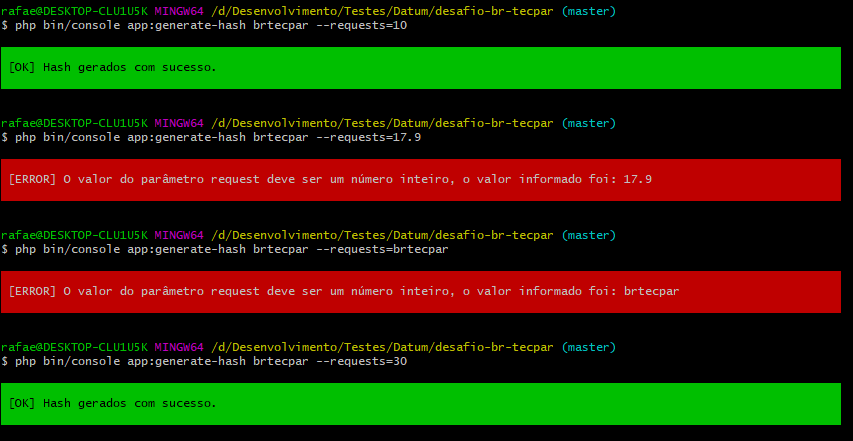 rafae@DESKTOP-CLU1U5K MINGW64 /d/Desenvolvimento/Testes/Datum/desafio-br-tecpar (master)
$ php bin/console app:generate-hash brtecpar --requests=10
[OK] Hash gerados com sucesso.
rafae@DESKTOP-CLU1U5K MINGW64 /d/Desenvolvimento/Testes/Datum/desafio-br-tecpar (master)
$ php bin/console app:generate-hash brtecpar --requests=17.9
[ERROR] O valor do parâmetro request deve ser um número inteiro, o valor informado foi: 17.9
rafae@DESKTOP-CLU1U5K MINGW64 /d/Desenvolvimento/Testes/Datum/desafio-br-tecpar (master)
$ php bin/console app:generate-hash brtecpar --requests=brtecpar
[ERROR] O valor do parâmetro request deve ser um número inteiro, o valor informado foi: brtecpar
rafae@DESKTOP-CLU1U5K MINGW64 /d/Desenvolvimento/Testes/Datum/desafio-br-tecpar (master)
$ php bin/console app:generate-hash brtecpar --requests=30
[OK] Hash gerados com sucesso.